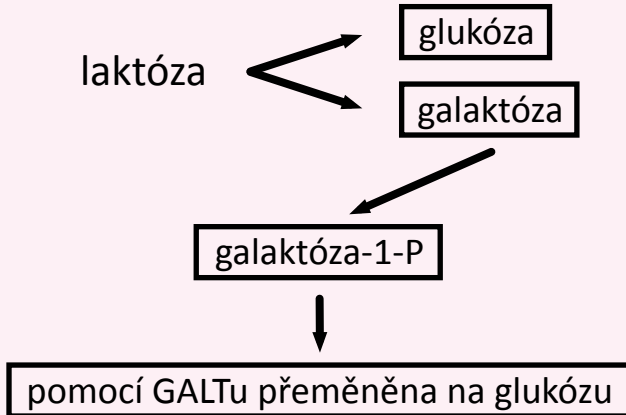 glukóza
laktóza
galaktóza
galaktóza-1-P
pomocí GALTu přeměněna na glukózu